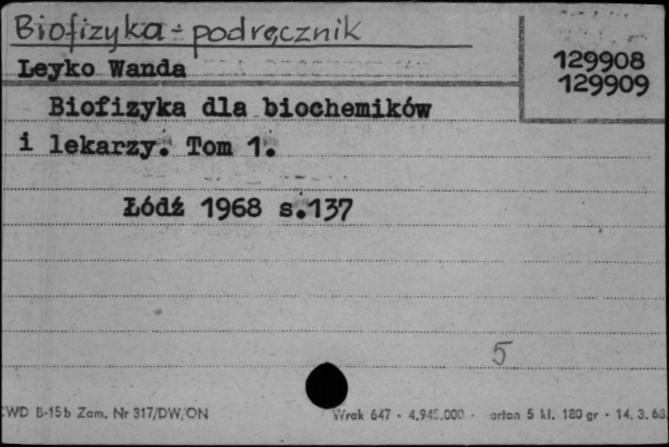 Biofizyka - podręcznik
Leyko Wanda
129908
129909
Biofizyka dla biochemików
i lekarzy. Tom 1.
Łódź 1968 s.137
5
CWD B-15b Zam. Nr 317/DW/ON
Wrak 647 - 4.945.000 - arton 5 kl. 180 gr - 14. 3. 68